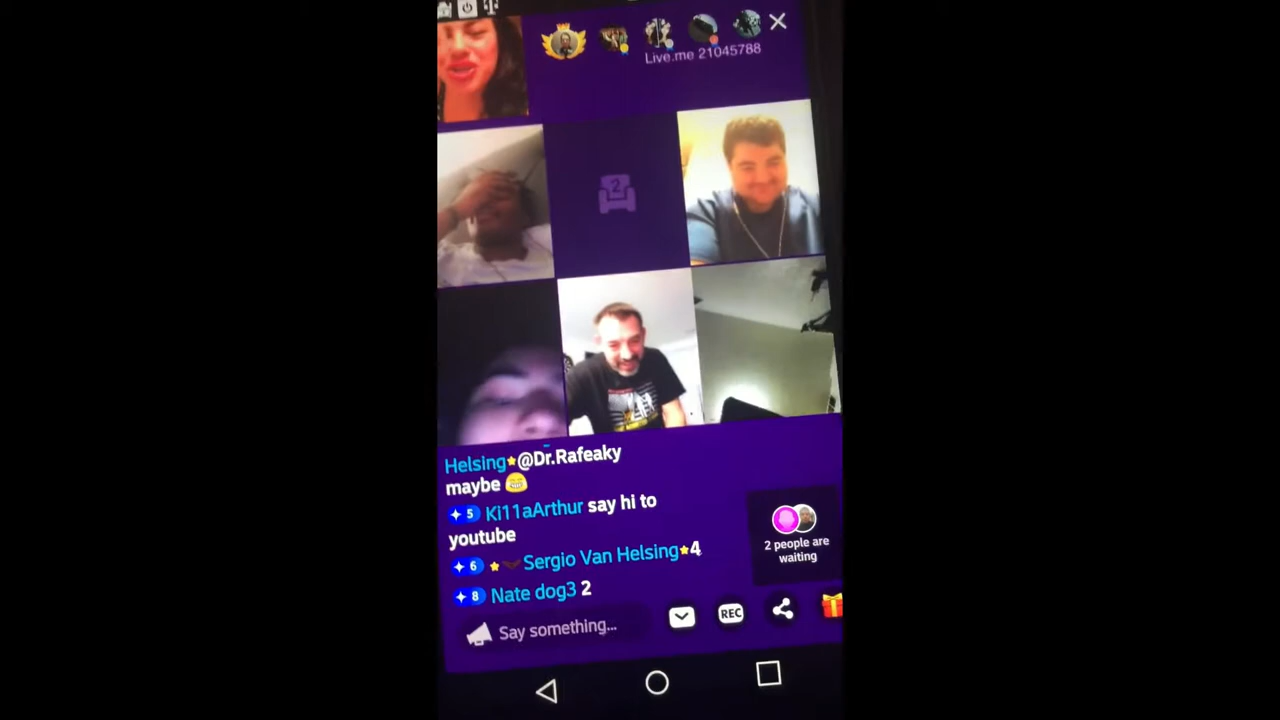 Live.me 21045788
2
Helsing⭐@Dr.Rafeaky
maybe 😁
5 Ki11aArthur say hi to
youtube
6 ⭐Sergio Van Helsing⭐4
8 Nate dog3 2
2 people are
waiting
Say something...
REC